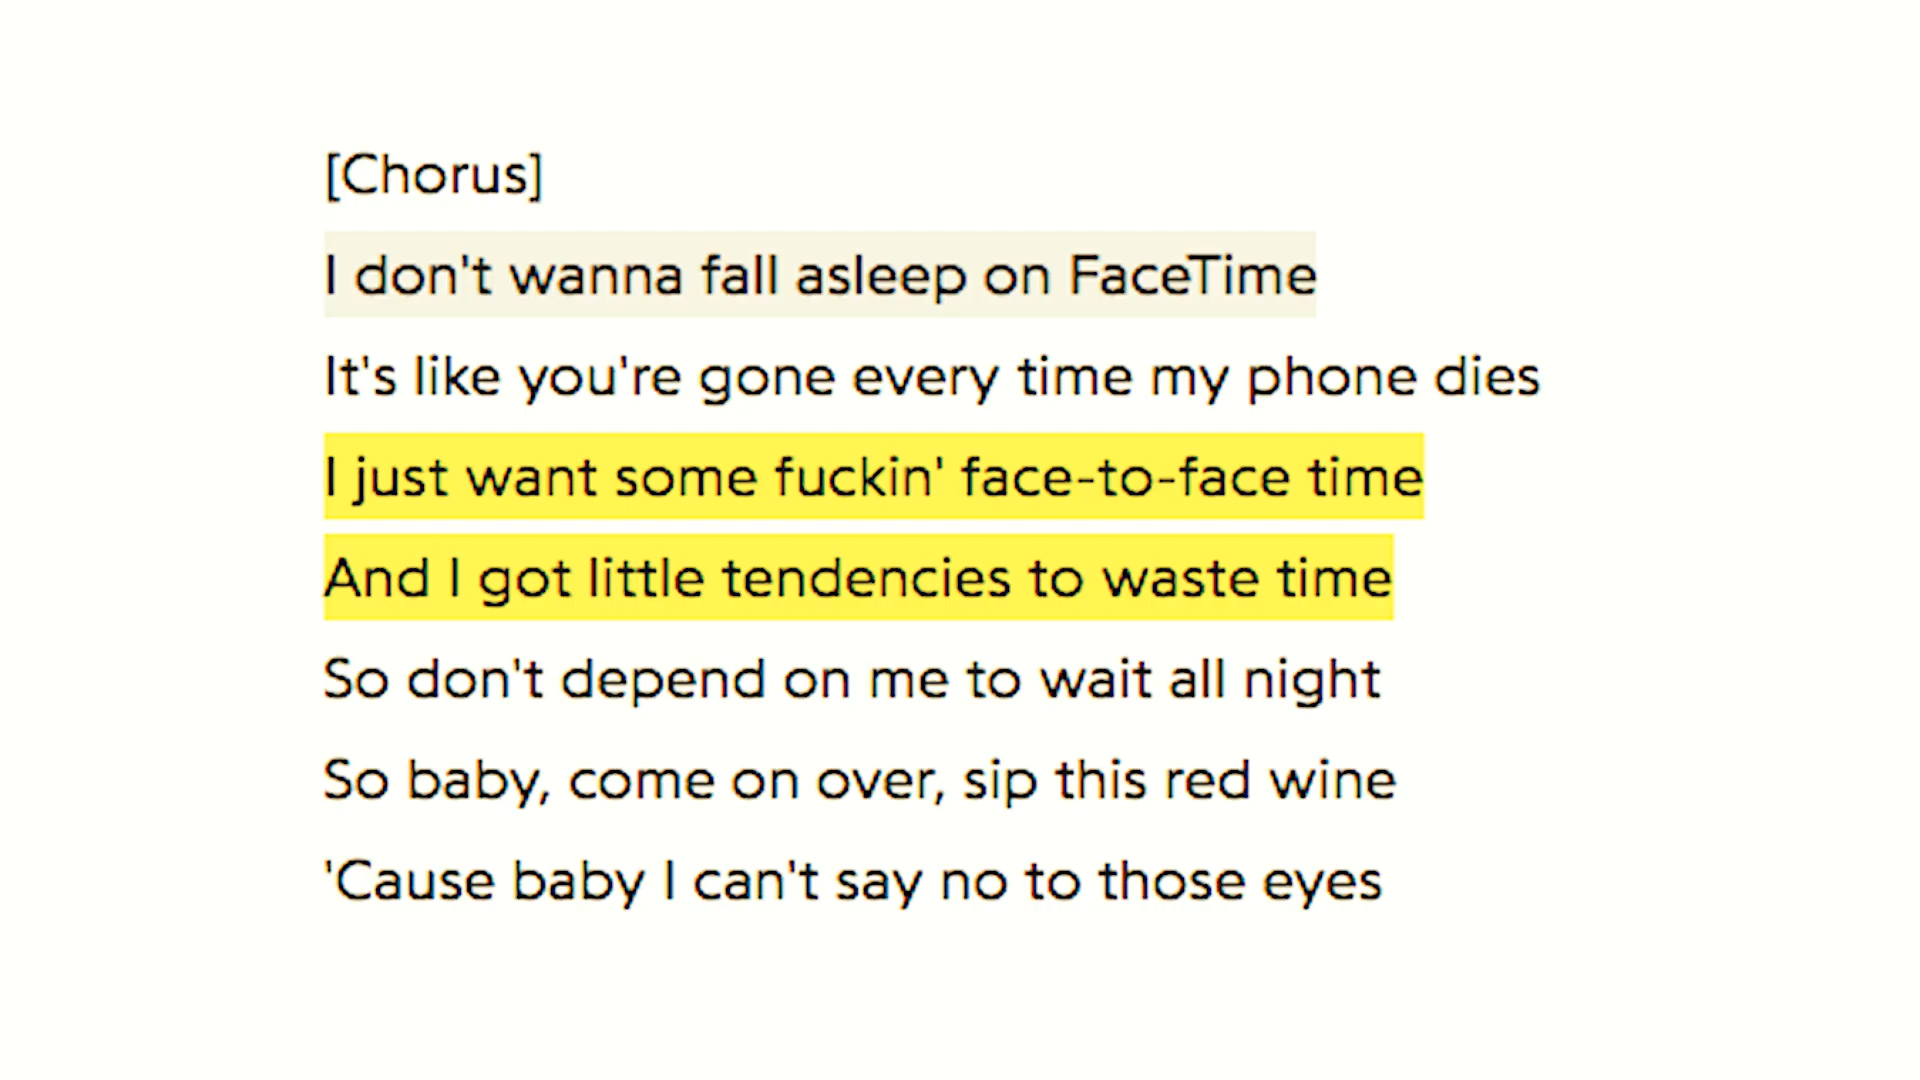 [Chorus]
I don't wanna fall asleep on FaceTime
It's like you're gone every time my phone dies
I just want some fuckin' face-to-face time
And I got little tendencies to waste time
So don't depend on me to wait all night
So baby, come on over, sip this red wine
'Cause baby I can't say no to those eyes